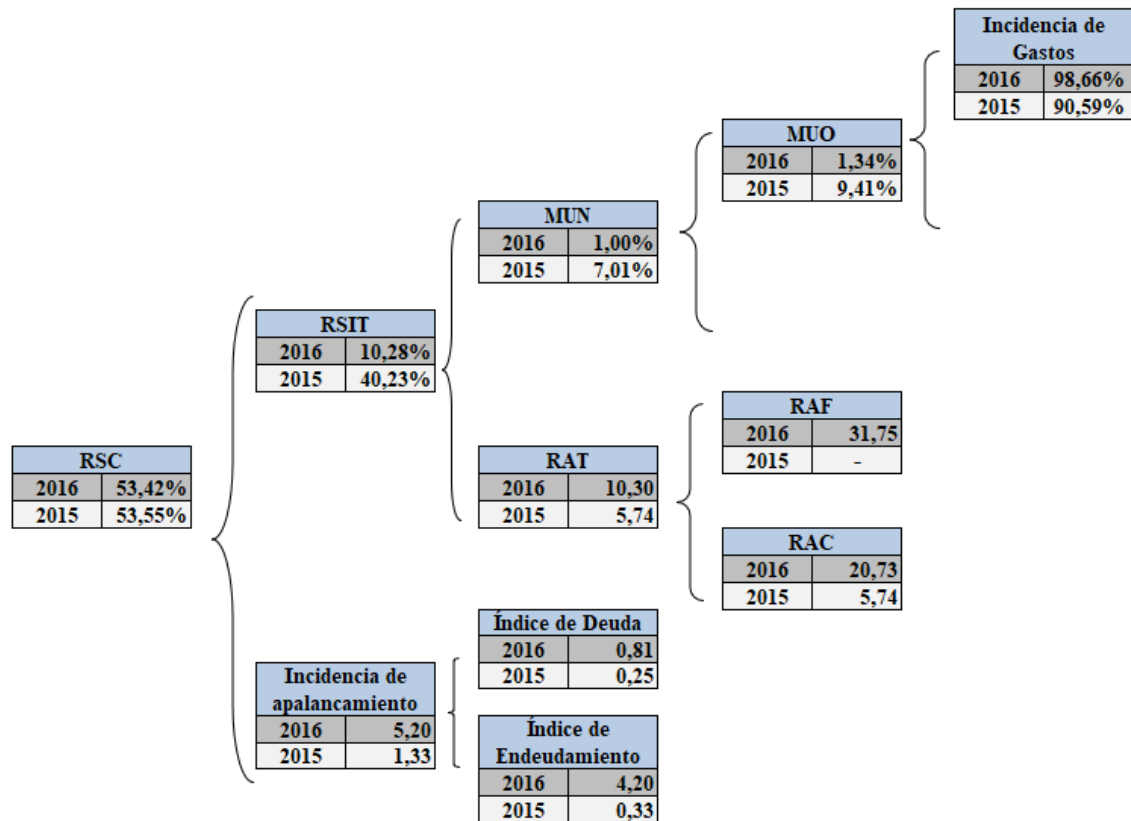 Incidencia de
Gastos
2016 98,66%
2015 90,59%
MUO
2016 1,34%
2015 9,41%
MUN
2016 1,00%
2015 7,01%
RSIT
2016 10,28%
2015 40,23%
RAF
2016 31,75
2015 -
RSC
2016 53,42%
2015 53,55%
RAT
2016 10,30
2015 5,74
RAC
2016 20,73
2015 5,74
Índice de Deuda
2016 0,81
2015 0,25
Incidencia de
apalancamiento
2016 5,20
2015 1,33
Índice de
Endeudamiento
2016 4,20
2015 0,33